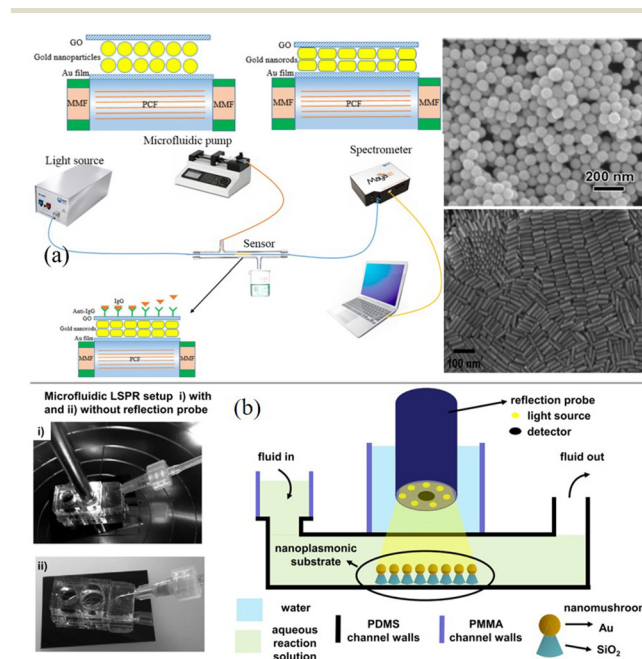 GO
Gold nanoparticles
Au film
MMF
PCF
MMF
GO
Gold nanorods
Au film
MMF
PCF
MMF
200 nm
Microfluidic pump
Light source
Spectrometer
Maya
(a)
Sensor
IgG
Anti-IgG
GO
Gold nanorods
Au film
MMF
PCF
MMF
100 nm
Microfluidic LSPR setup i) with
and ii) without reflection probe
i)
ii)
(b)
reflection probe
light source
detector
fluid in
fluid out
nanoplasmonic
substrate
water
aqueous
reaction
solution
PDMS
channel walls
PMMA
channel walls
nanomushroom
Au
SiO2